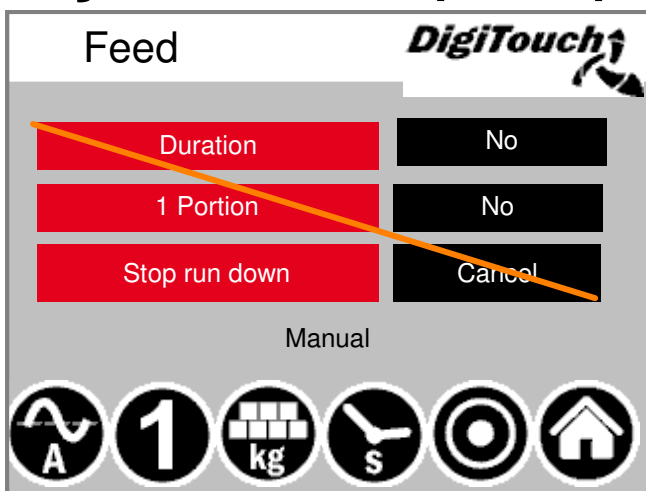 Feed
DigiTouch
Duration No
1 Portion No
Stop run down Cancel
Manual
A 1 kg s